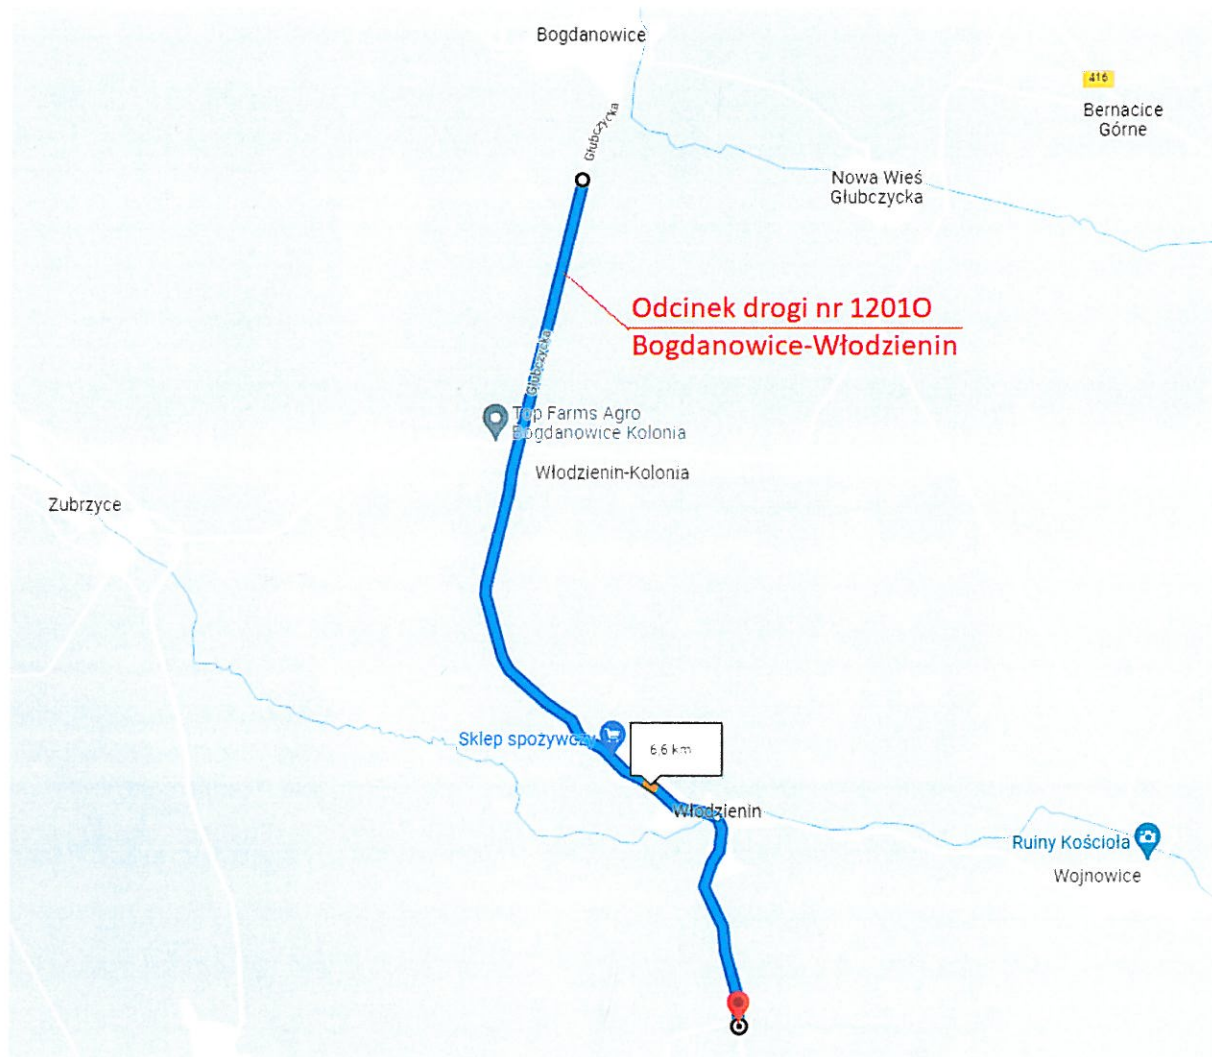 Bogdanowice
416
Bernacice
Górne
Głubczycka
Nowa Wieś
Głubczycka
Odcinek drogi nr 1201O
Bogdanowice-Włodzienin
Głubczycka
Top Farms Agro
Bogdanowice Kolonia
Włodzienin-Kolonia
Zubrzyce
Sklep spożywczy
6,6 km
Włodzienin
Ruiny Kościoła
Wojnowice